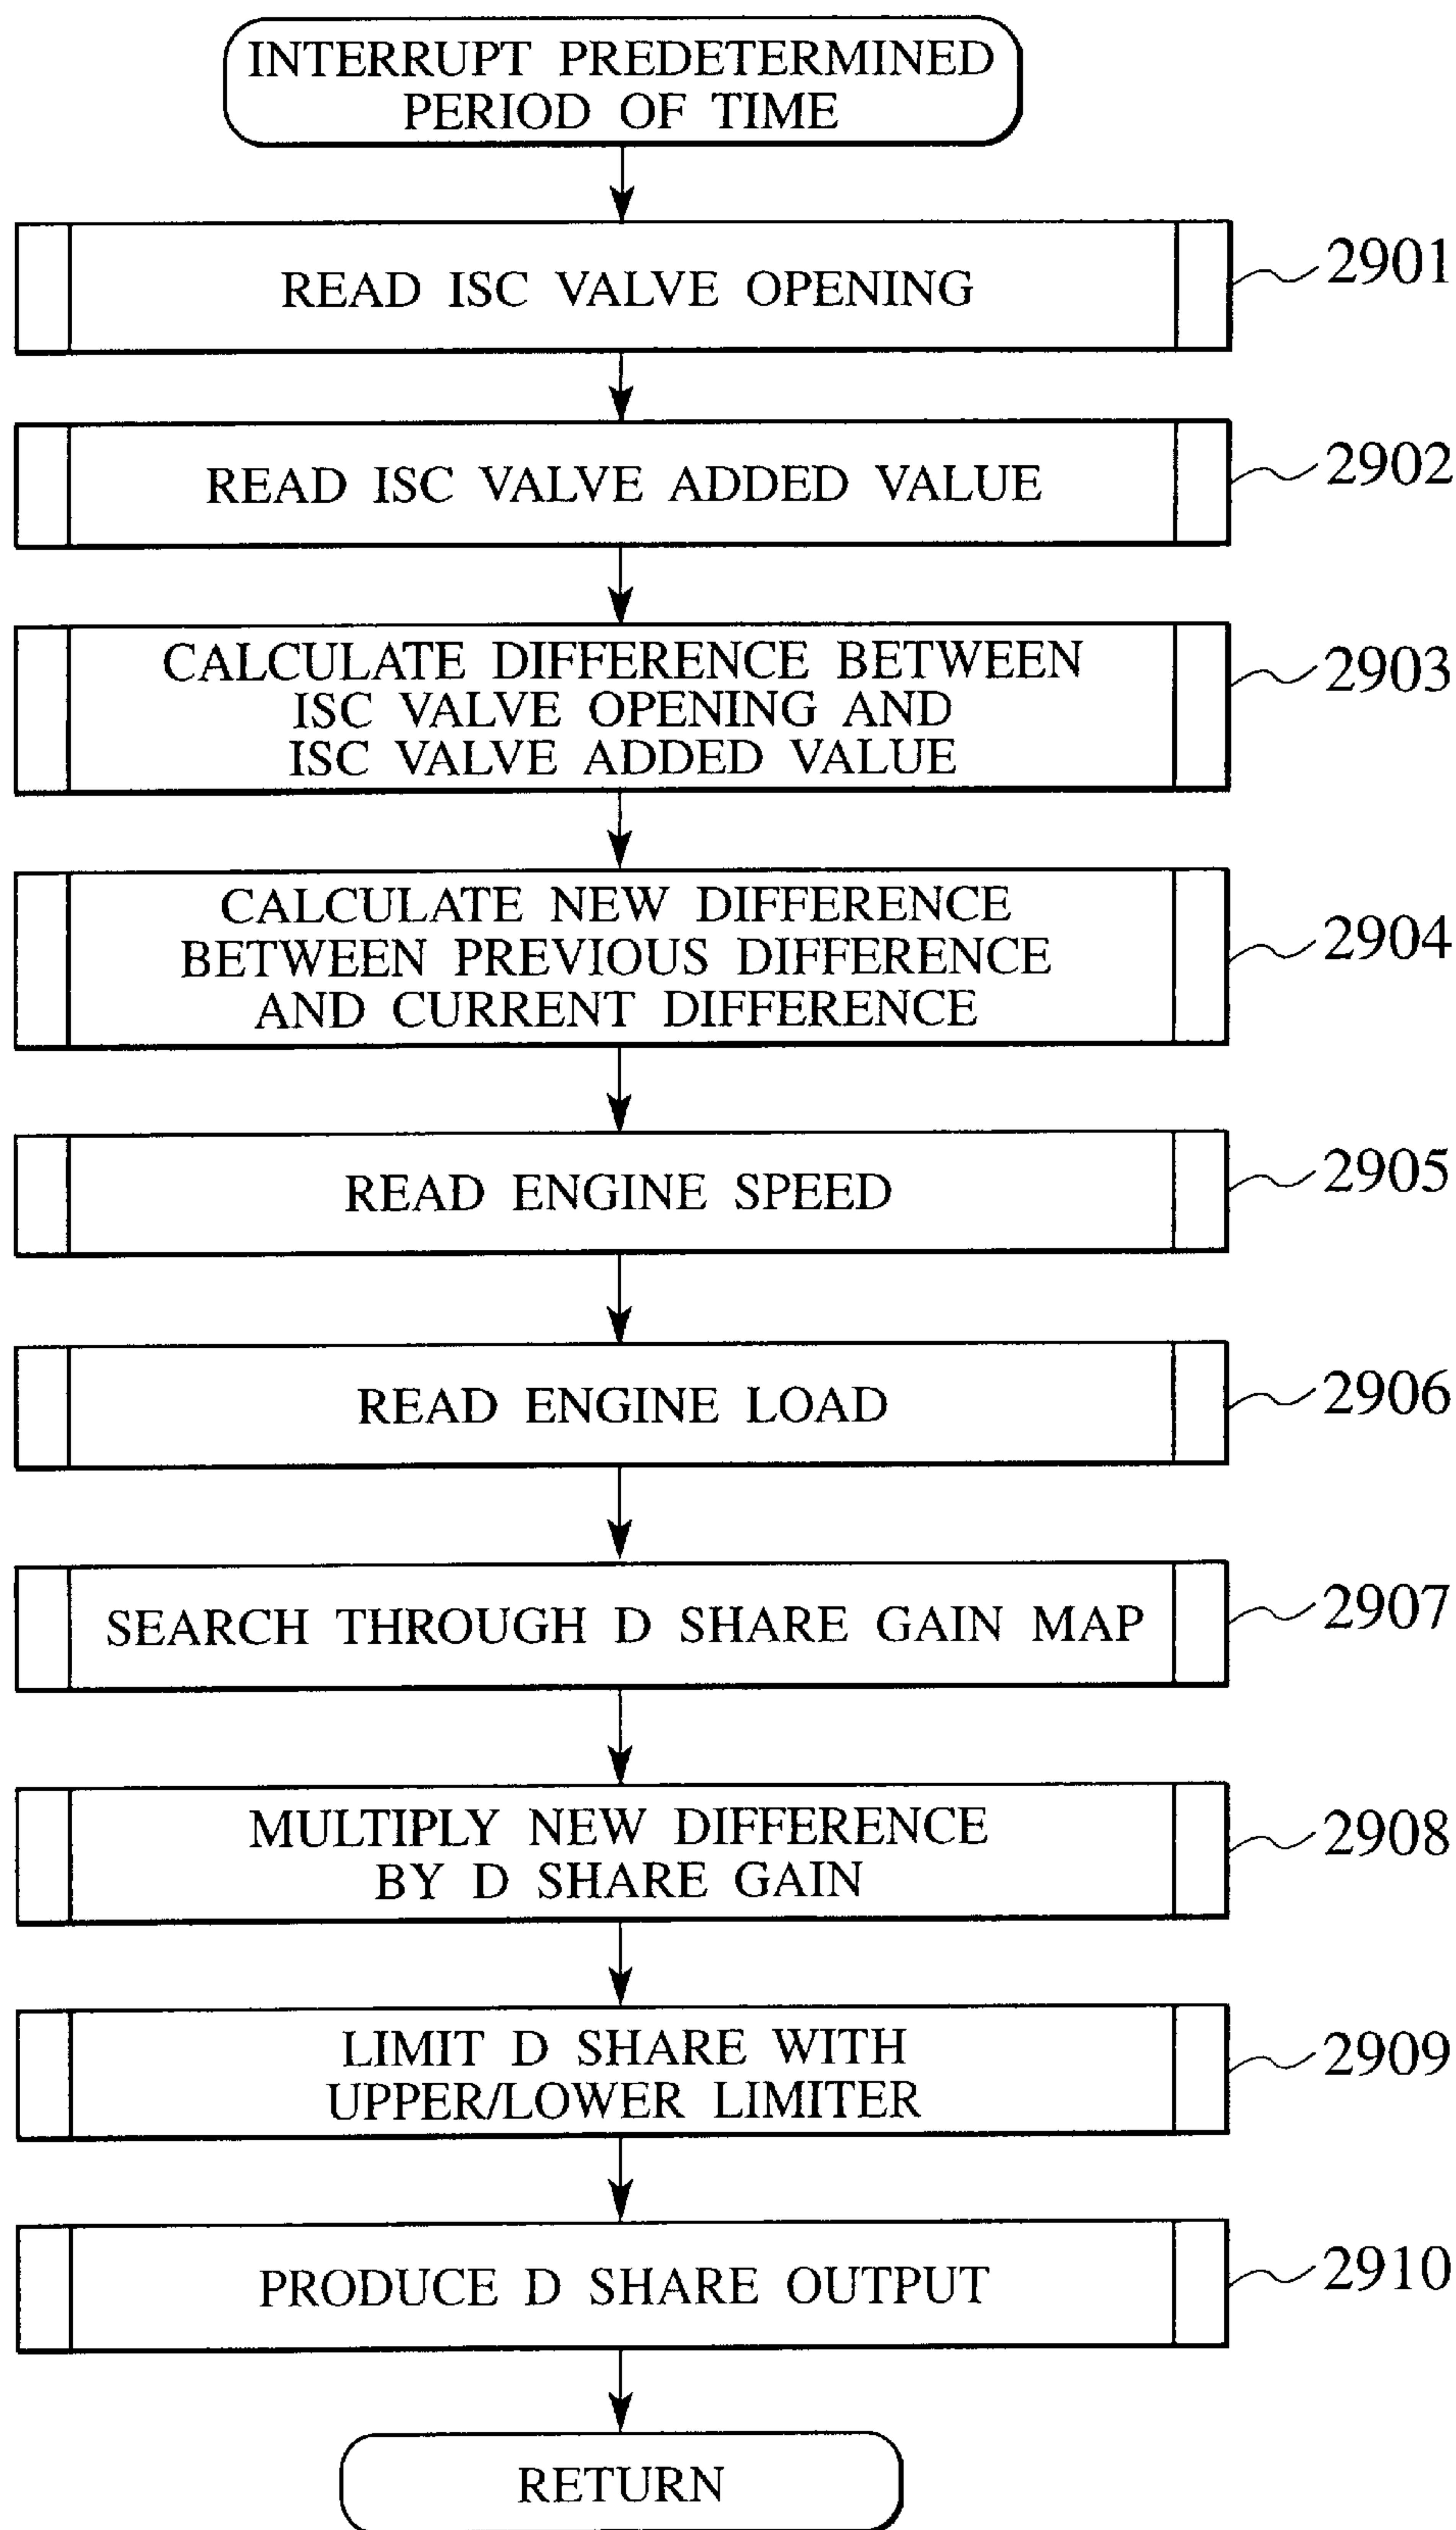 INTERRUPT PREDETERMINED
PERIOD OF TIME
READ ISC VALVE OPENING
2901
READ ISC VALVE ADDED VALUE
2902
CALCULATE DIFFERENCE BETWEEN
ISC VALVE OPENING AND
ISC VALVE ADDED VALUE
2903
CALCULATE NEW DIFFERENCE
BETWEEN PREVIOUS DIFFERENCE
AND CURRENT DIFFERENCE
2904
READ ENGINE SPEED
2905
READ ENGINE LOAD
2906
SEARCH THROUGH D SHARE GAIN MAP
2907
MULTIPLY NEW DIFFERENCE
BY D SHARE GAIN
2908
LIMIT D SHARE WITH
UPPER/LOWER LIMITER
2909
PRODUCE D SHARE OUTPUT
2910
RETURN